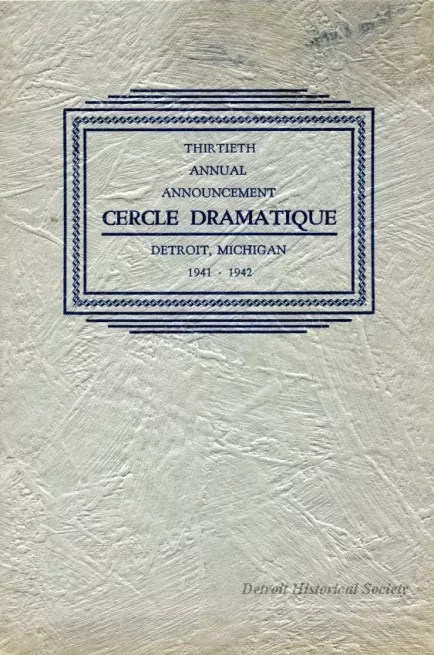 THIRTIETH
ANNUAL
ANNOUNCEMENT
CERCLE DRAMATIQUE
DETROIT, MICHIGAN
1941 - 1942
Detroit Historical Society